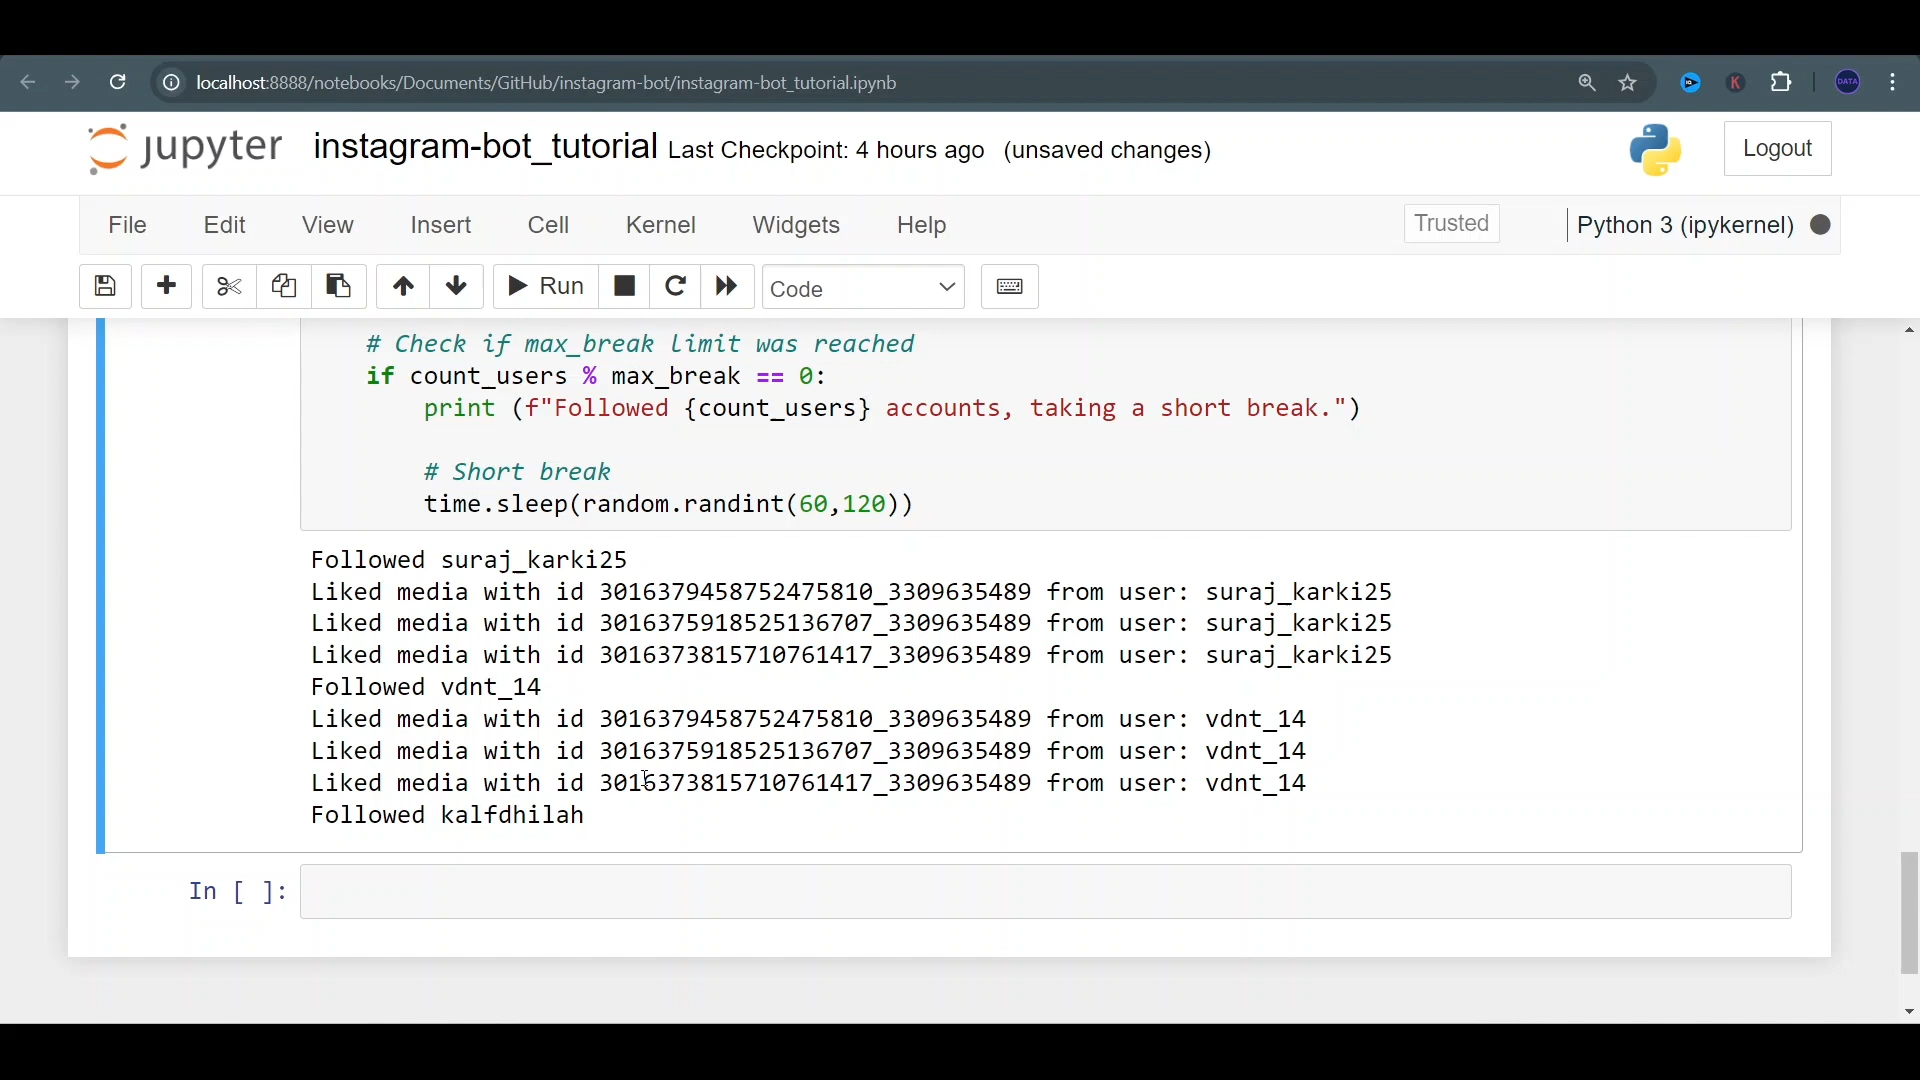 localhost:8888/notebooks/Documents/GitHub/instagram-bot/instagram-bot_tutorial.ipynb
K
DATA
jupyter instagram-bot_tutorial Last Checkpoint: 4 hours ago (unsaved changes)
Logout
File Edit View Insert Cell Kernel Widgets Help
Trusted
Python 3 (ipykernel)
Run
Code
# Check if max_break limit was reached
if count_users % max_break == 0:
print (f"Followed {count_users} accounts, taking a short break.")
# Short break
time.sleep(random.randint(60,120))
Followed suraj_karki25
Liked media with id 3016379458752475810_3309635489 from user: suraj_karki25
Liked media with id 3016375918525136707_3309635489 from user: suraj_karki25
Liked media with id 3016373815710761417_3309635489 from user: suraj_karki25
Followed vdnt_14
Liked media with id 3016379458752475810_3309635489 from user: vdnt_14
Liked media with id 3016375918525136707_3309635489 from user: vdnt_14
Liked media with id 3016373815710761417_3309635489 from user: vdnt_14
Followed kalfdhilah
In [ ]: